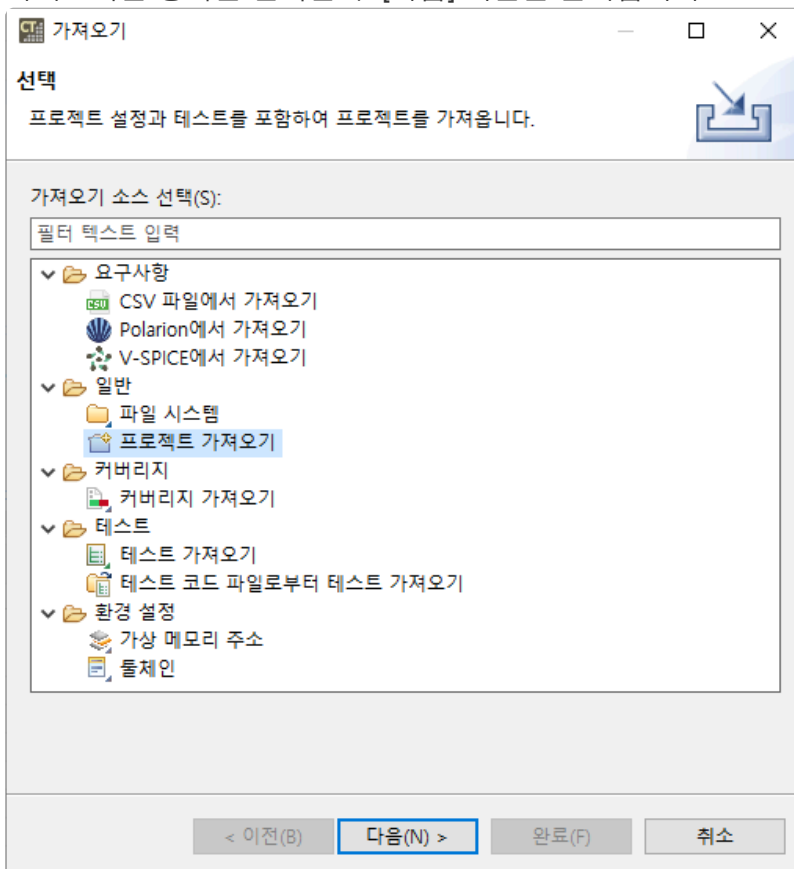 가져오기
선택
프로젝트 설정과 테스트를 포함하여 프로젝트를 가져옵니다.
가져오기 소스 선택(S):
필터 텍스트 입력
요구사항
CSV 파일에서 가져오기
Polarion에서 가져오기
V-SPICE에서 가져오기
일반
파일 시스템
프로젝트 가져오기
커버리지
커버리지 가져오기
테스트
테스트 가져오기
테스트 코드 파일로부터 테스트 가져오기
환경 설정
가상 메모리 주소
툴체인
< 이전(B) 다음(N) > 완료(F) 취소